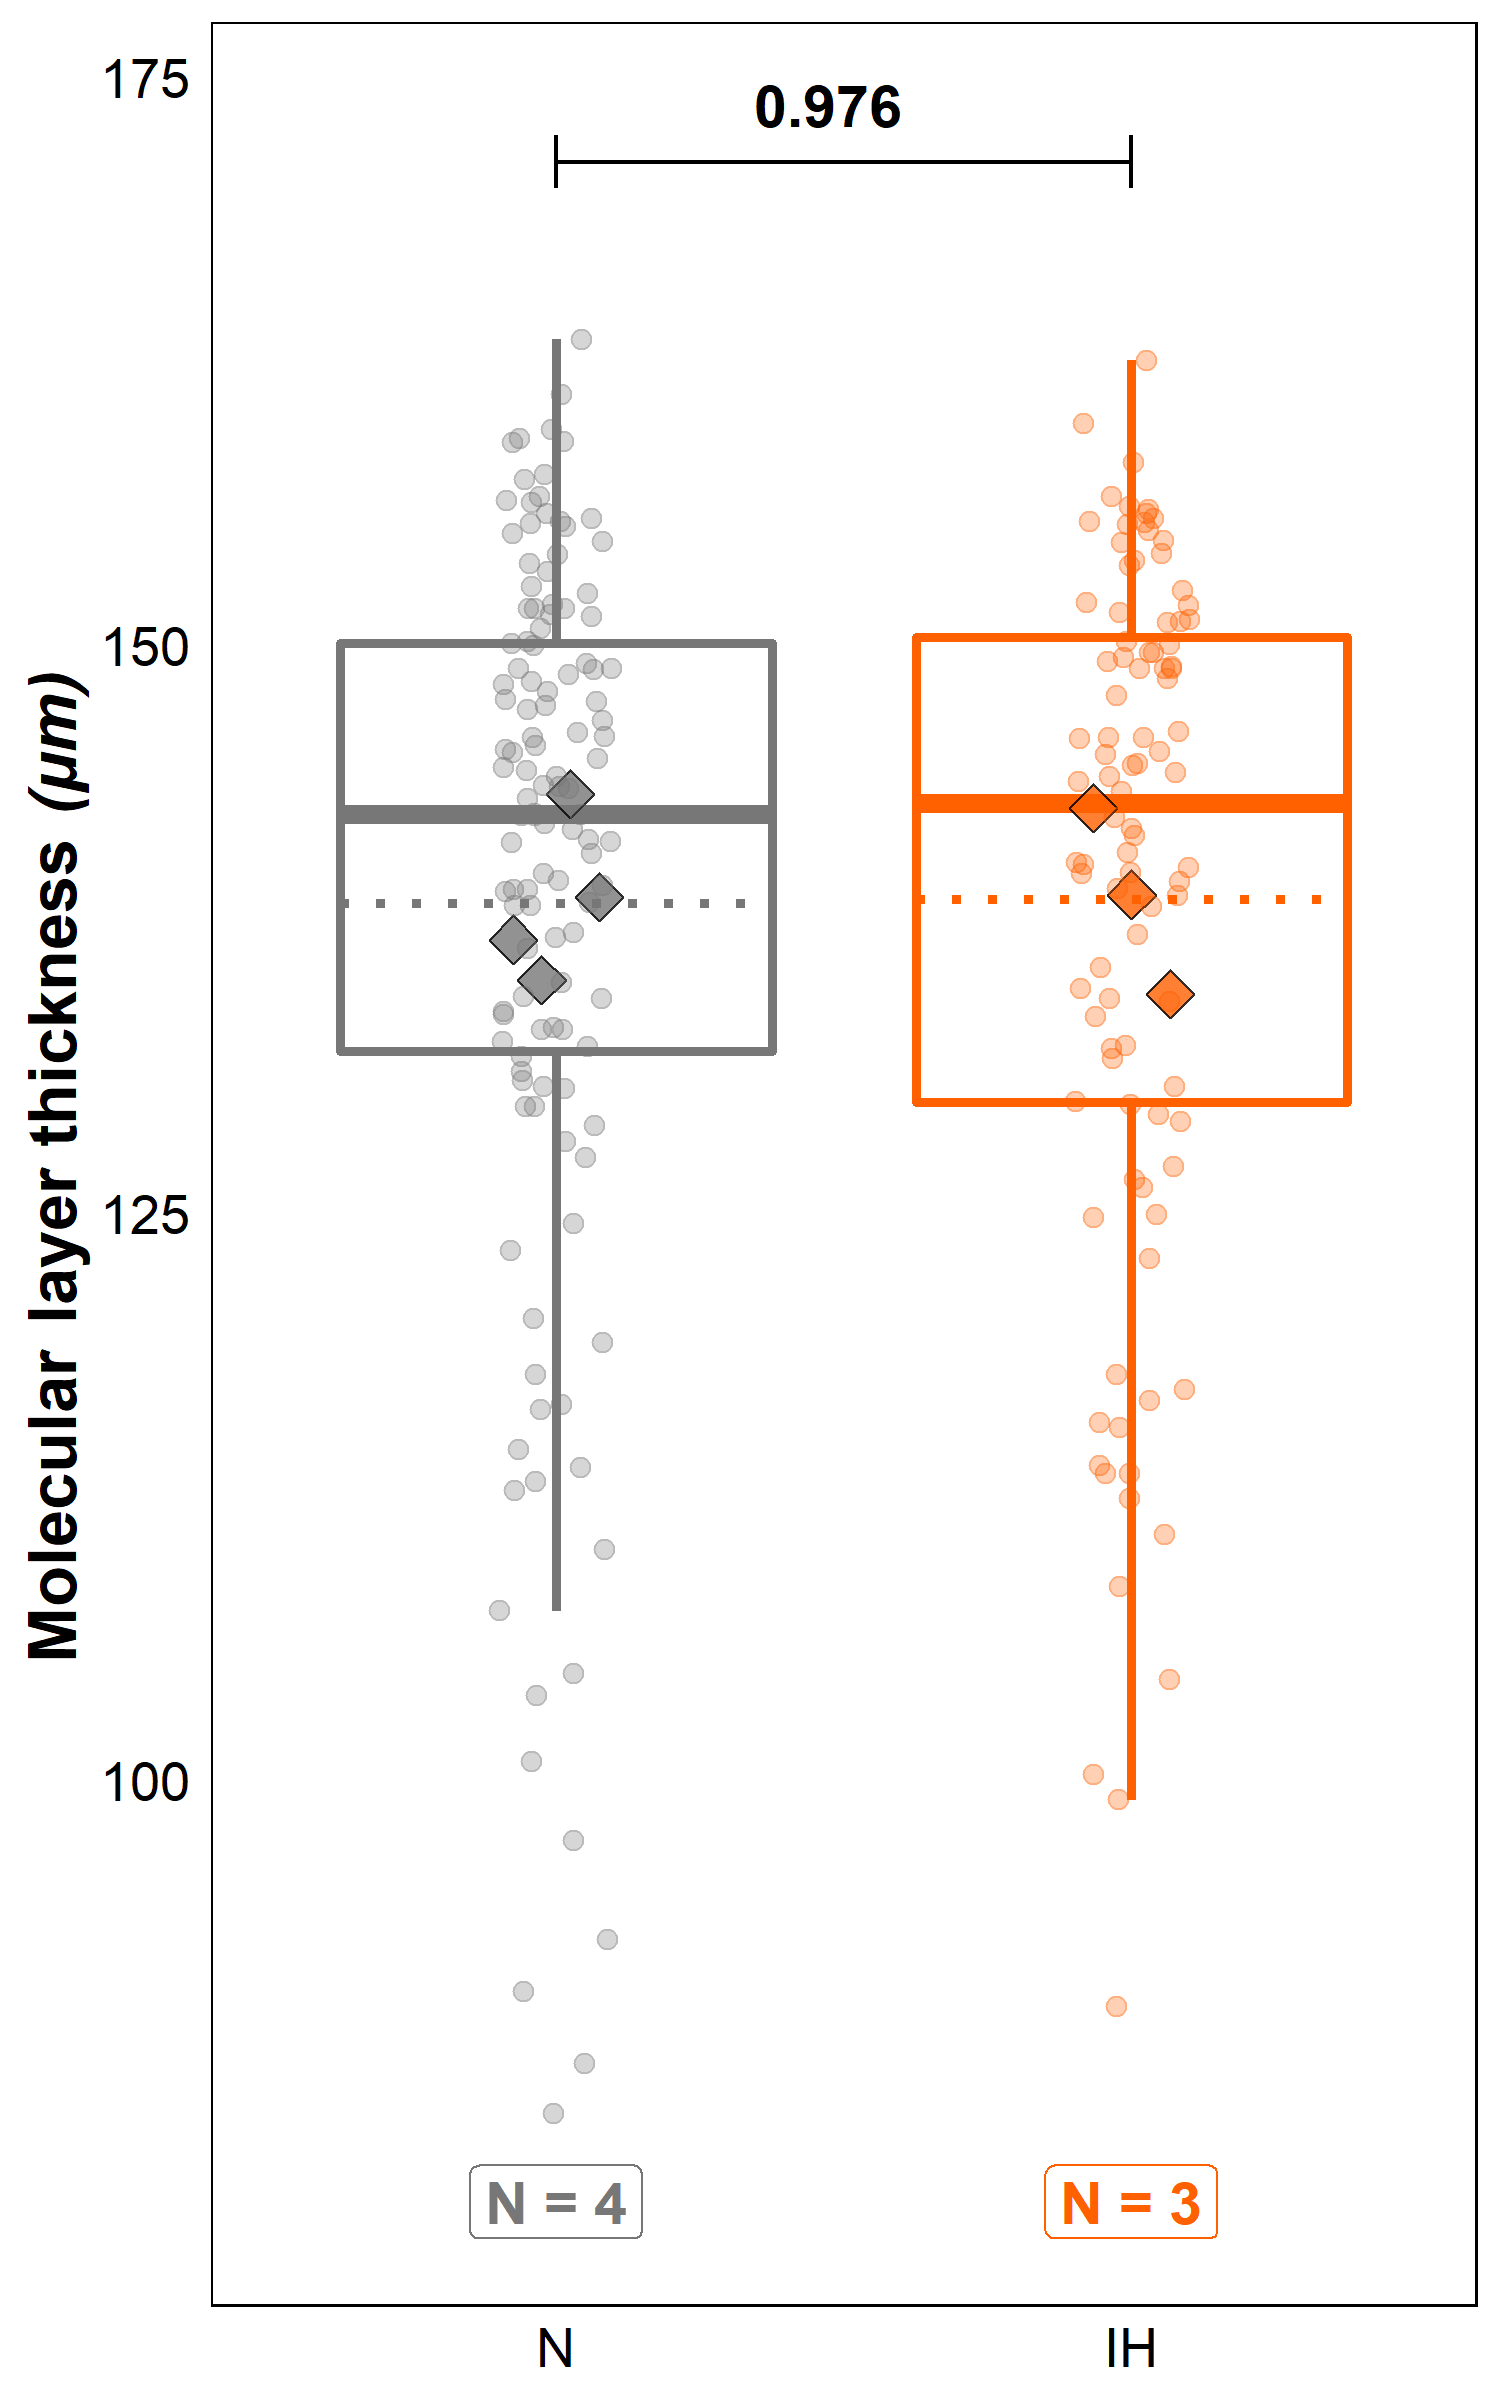 175
0.976
150
125
100
Molecular layer thickness (µm)
N = 4
N = 3
N
IH